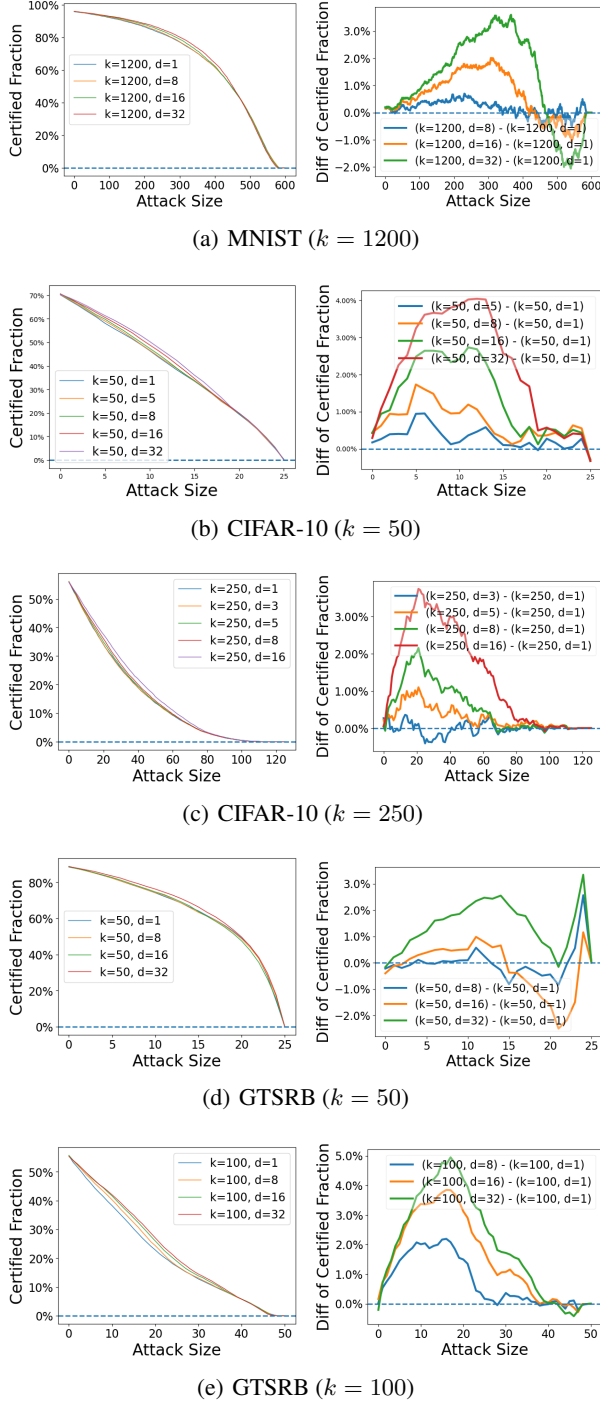 100%
80%
60%
40%
20%
0%
Certified Fraction
k=1200, d=1
k=1200, d=8
k=1200, d=16
k=1200, d=32
0 100 200 300 400 500 600
Attack Size
3.0%
2.0%
1.0%
0.0%
−1.0%
−2.0%
Diff of Certified Fraction
(k=1200, d=8) - (k=1200, d=1)
(k=1200, d=16) - (k=1200, d=1)
(k=1200, d=32) - (k=1200, d=1)
0 100 200 300 400 500 600
Attack Size
(a) MNIST (k = 1200)
70%
60%
50%
40%
30%
20%
10%
0%
Certified Fraction
k=50, d=1
k=50, d=5
k=50, d=8
k=50, d=16
k=50, d=32
0 5 10 15 20 25
Attack Size
4.00%
3.00%
2.00%
1.00%
0.00%
Diff of Certified Fraction
(k=50, d=5) - (k=50, d=1)
(k=50, d=8) - (k=50, d=1)
(k=50, d=16) - (k=50, d=1)
(k=50, d=32) - (k=50, d=1)
0 5 10 15 20 25
Attack Size
(b) CIFAR-10 (k = 50)
50%
40%
30%
20%
10%
0%
Certified Fraction
k=250, d=1
k=250, d=3
k=250, d=5
k=250, d=8
k=250, d=16
0 20 40 60 80 100 120
Attack Size
3.00%
2.00%
1.00%
0.00%
Diff of Certified Fraction
(k=250, d=3) - (k=250, d=1)
(k=250, d=5) - (k=250, d=1)
(k=250, d=8) - (k=250, d=1)
(k=250, d=16) - (k=250, d=1)
0 20 40 60 80 100 120
Attack Size
(c) CIFAR-10 (k = 250)
80%
60%
40%
20%
0%
Certified Fraction
k=50, d=1
k=50, d=8
k=50, d=16
k=50, d=32
0 5 10 15 20 25
Attack Size
3.0%
2.0%
1.0%
0.0%
−1.0%
−2.0%
Diff of Certified Fraction
(k=50, d=8) - (k=50, d=1)
(k=50, d=16) - (k=50, d=1)
(k=50, d=32) - (k=50, d=1)
0 5 10 15 20 25
Attack Size
(d) GTSRB (k = 50)
50%
40%
30%
20%
10%
0%
Certified Fraction
k=100, d=1
k=100, d=8
k=100, d=16
k=100, d=32
0 10 20 30 40 50
Attack Size
5.0%
4.0%
3.0%
2.0%
1.0%
0.0%
Diff of Certified Fraction
(k=100, d=8) - (k=100, d=1)
(k=100, d=16) - (k=100, d=1)
(k=100, d=32) - (k=100, d=1)
0 10 20 30 40 50
Attack Size
(e) GTSRB (k = 100)